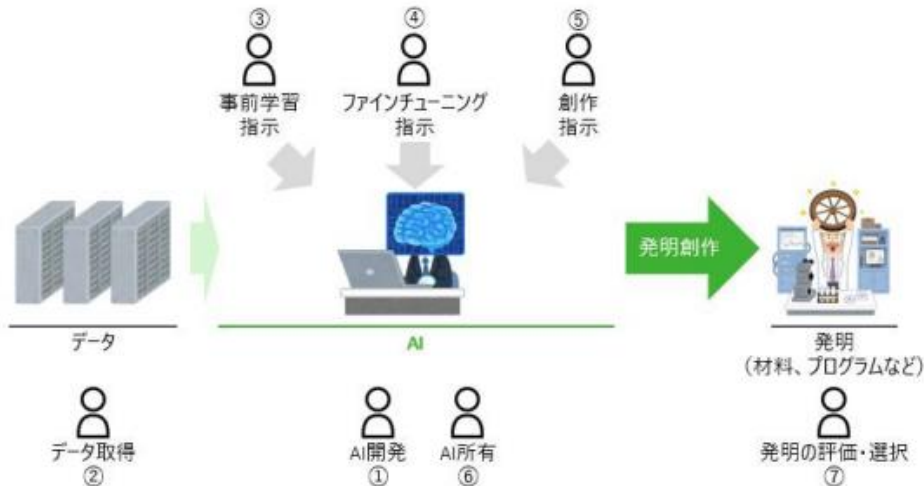 ③
事前学習
指示
④
ファインチューニング
指示
⑤
創作
指示
発明創作
データ
AI
発明
(材料、プログラムなど)
データ取得
②
AI開発
①
AI所有
⑥
発明の評価・選択
⑦